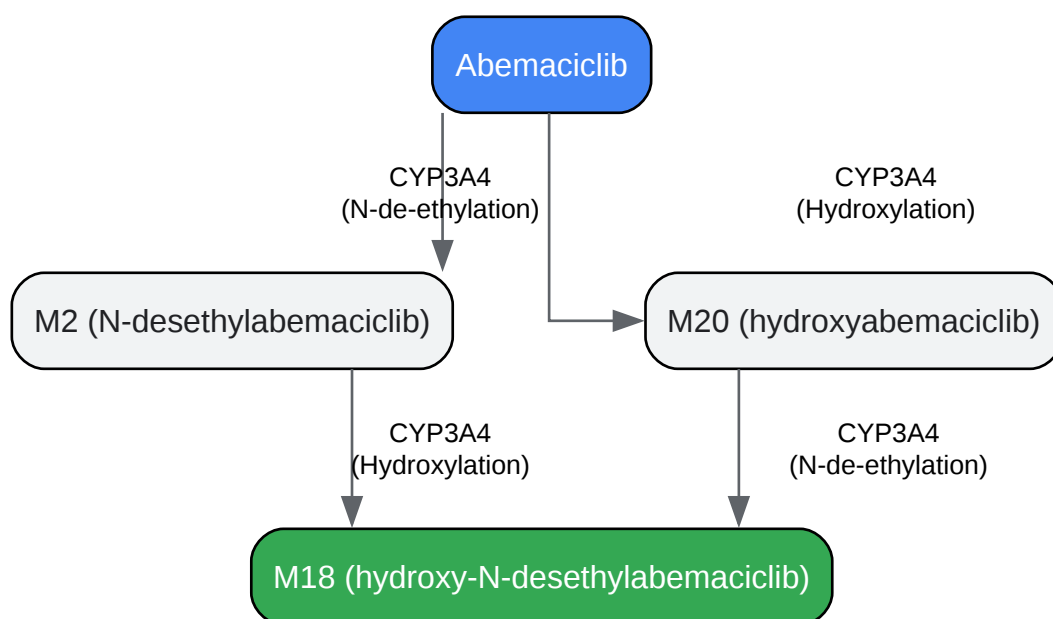 Abemaciclib
CYP3A4
(N-de-ethylation)
CYP3A4
(Hydroxylation)
M2 (N-desethylabemaciclib)
M20 (hydroxyabemaciclib)
CYP3A4
(Hydroxylation)
CYP3A4
(N-de-ethylation)
M18 (hydroxy-N-desethylabemaciclib)